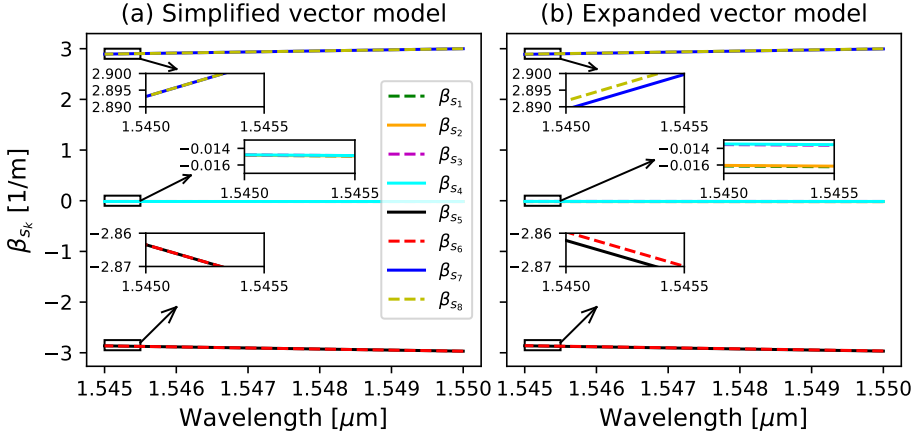 (a) Simplified vector model
(b) Expanded vector model
β_{s_k} [1/m]
3
2
1
0
−1
−2
−3
1.545 1.546 1.547 1.548 1.549 1.550
Wavelength [μm]
2.900
2.895
2.890
1.5450 1.5455
−0.014
−0.016
1.5450 1.5455
−2.86
−2.87
1.5450 1.5455
β_{s_1}
β_{s_2}
β_{s_3}
β_{s_4}
β_{s_5}
β_{s_6}
β_{s_7}
β_{s_8}
2.900
2.895
2.890
1.5450 1.5455
−0.014
−0.016
1.5450 1.5455
−2.86
−2.87
1.5450 1.5455
1.545 1.546 1.547 1.548 1.549 1.550
Wavelength [μm]